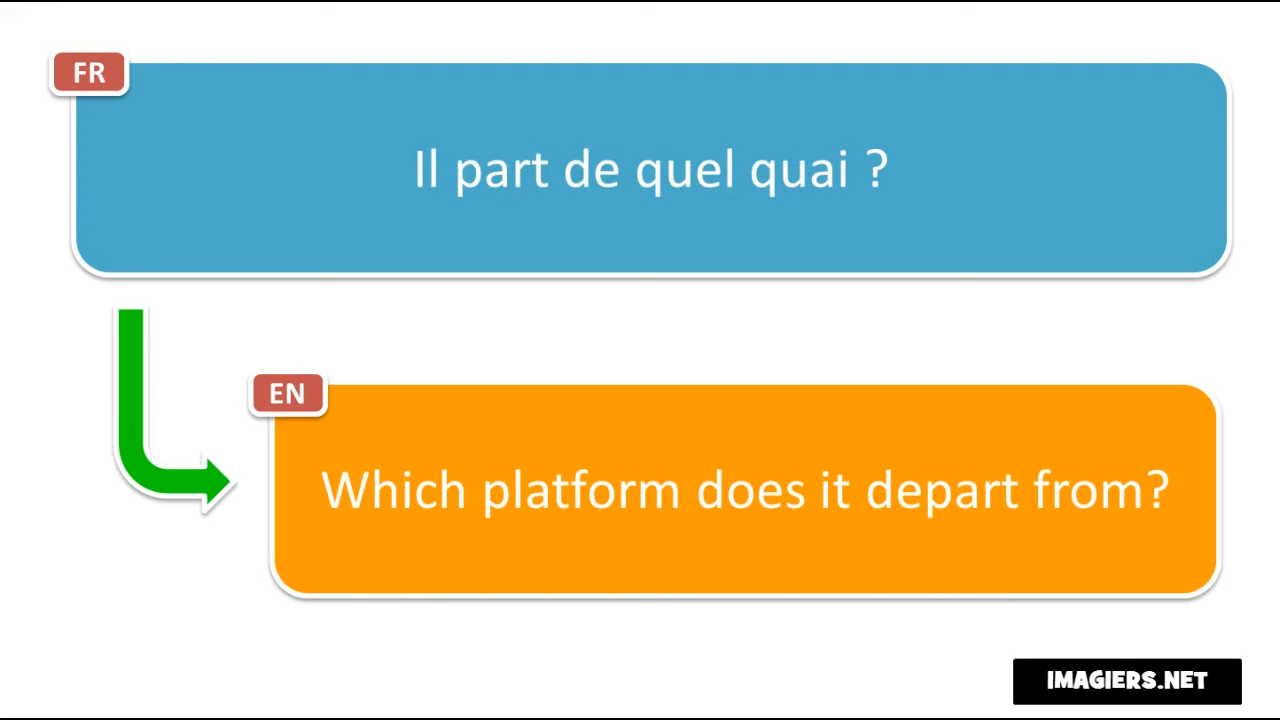 FR
Il part de quel quai ?
EN
Which platform does it depart from?
IMAGIERS.NET